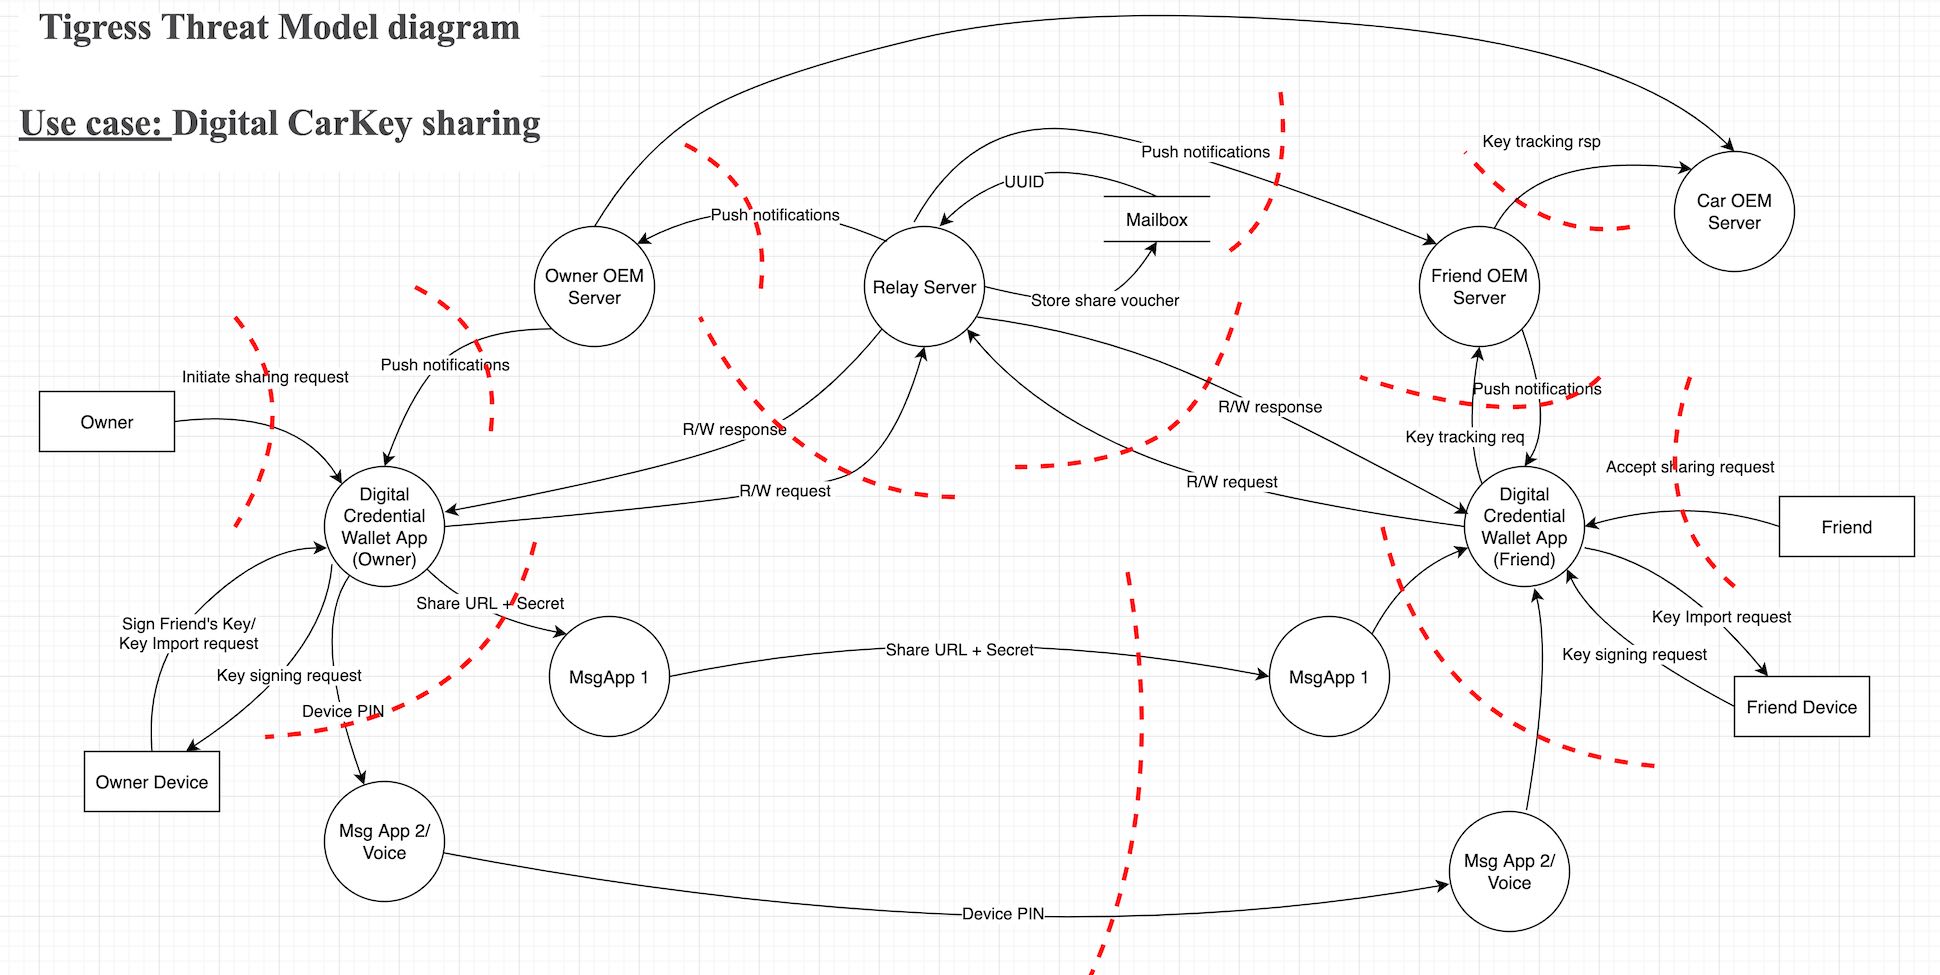 Tigress Threat Model diagram
Use case: Digital CarKey sharing
Key tracking rsp
Push notifications
UUID
Mailbox
Car OEM
Server
Push notifications
Owner OEM
Server
Relay Server
Store share voucher
Friend OEM
Server
Push notifications
Initiate sharing request
Owner
R/W response
R/W response
Push notifications
Key tracking req
Accept sharing request
R/W request
R/W request
Digital
Credential
Wallet App
(Owner)
Digital
Credential
Wallet App
(Friend)
Friend
Share URL + Secret
Sign Friend's Key/
Key Import request
Key signing request
Device PIN
MsgApp 1
Share URL + Secret
MsgApp 1
Key Import request
Key signing request
Friend Device
Owner Device
Msg App 2/
Voice
Device PIN
Msg App 2/
Voice